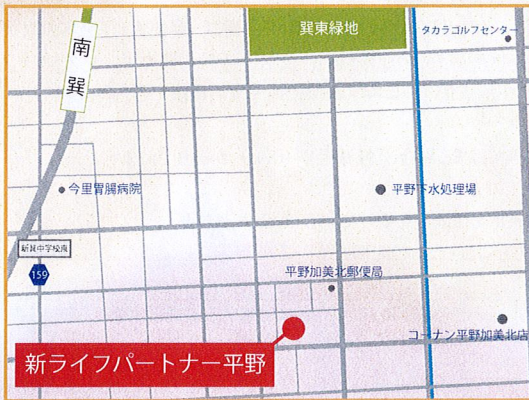 巽東緑地
タカラゴルフセンター
南巽
今里胃腸病院
平野下水処理場
新巽中学校南
159
平野加美北郵便局
コーナン平野加美北店
新ライフパートナー平野